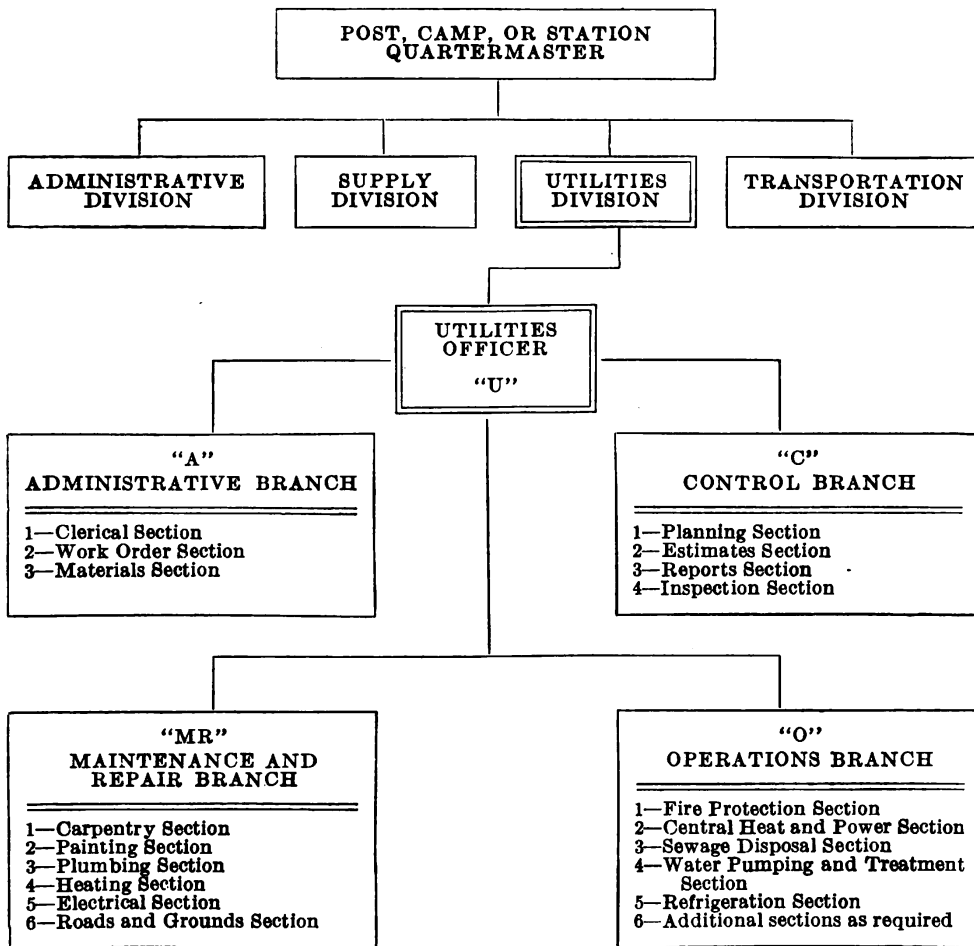 POST, CAMP, OR STATION
QUARTERMASTER
ADMINISTRATIVE
DIVISION
SUPPLY
DIVISION
UTILITIES
DIVISION
TRANSPORTATION
DIVISION
UTILITIES
OFFICER
“U”
“A”
ADMINISTRATIVE BRANCH
1—Clerical Section
2—Work Order Section
3—Materials Section
“C”
CONTROL BRANCH
1—Planning Section
2—Estimates Section
3—Reports Section
4—Inspection Section
“MR”
MAINTENANCE AND
REPAIR BRANCH
1—Carpentry Section
2—Painting Section
3—Plumbing Section
4—Heating Section
5—Electrical Section
6—Roads and Grounds Section
“O”
OPERATIONS BRANCH
1—Fire Protection Section
2—Central Heat and Power Section
3—Sewage Disposal Section
4—Water Pumping and Treatment
Section
5—Refrigeration Section
6—Additional sections as required